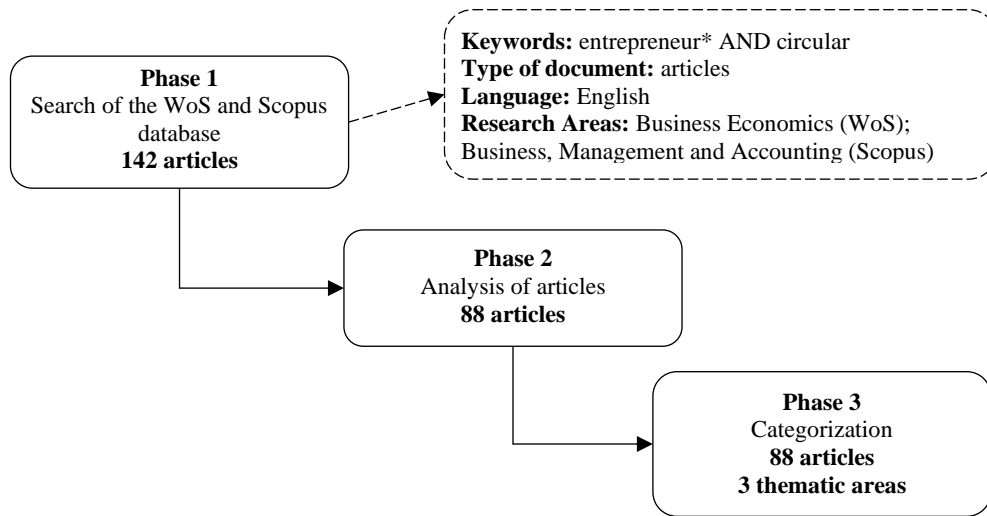 Phase 1
Search of the WoS and Scopus
database
142 articles
Keywords: entrepreneur* AND circular
Type of document: articles
Language: English
Research Areas: Business Economics (WoS);
Business, Management and Accounting (Scopus)
Phase 2
Analysis of articles
88 articles
Phase 3
Categorization
88 articles
3 thematic areas